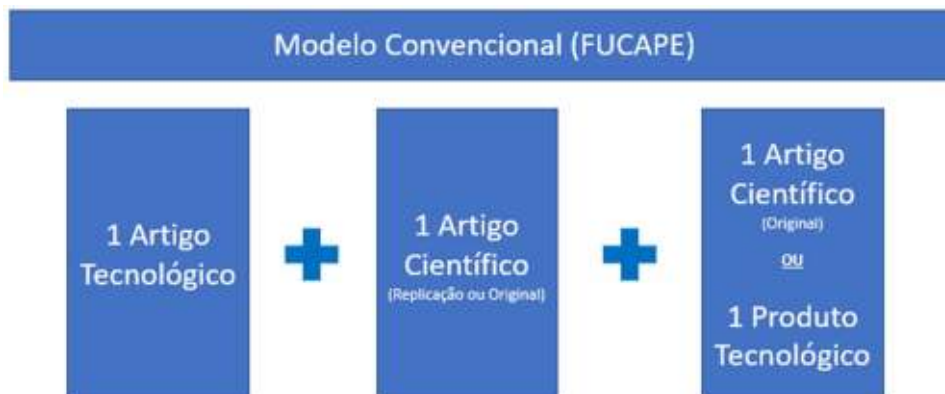 Modelo Convencional (FUCAPE)
1 Artigo
Tecnológico
1 Artigo
Científico
(Replicação ou Original)
1 Artigo
Científico
(Original)
OU
1 Produto
Tecnológico